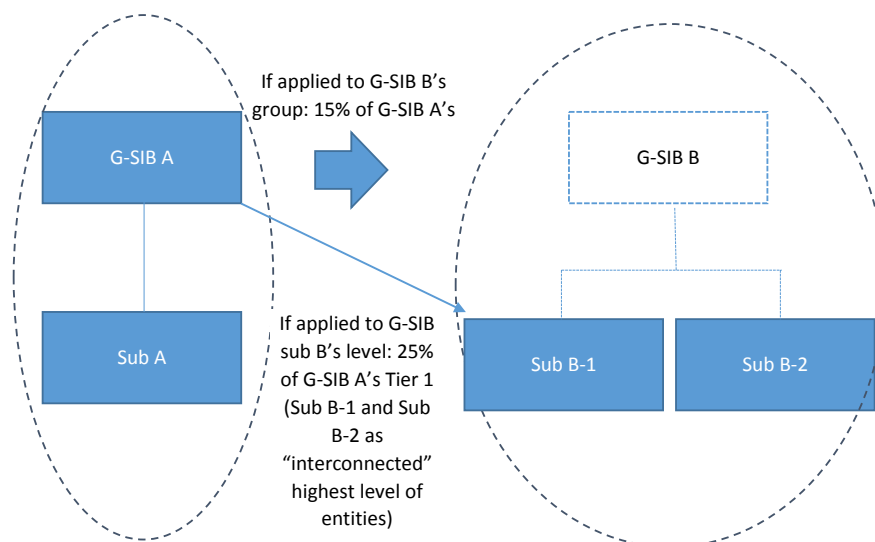 If applied to G-SIB B’s
group: 15% of G-SIB A’s
G-SIB A
G-SIB B
If applied to G-SIB
sub B’s level: 25%
of G-SIB A’s Tier 1
(Sub B-1 and Sub
B-2 as
“interconnected”
highest level of
entities)
Sub A
Sub B-1
Sub B-2